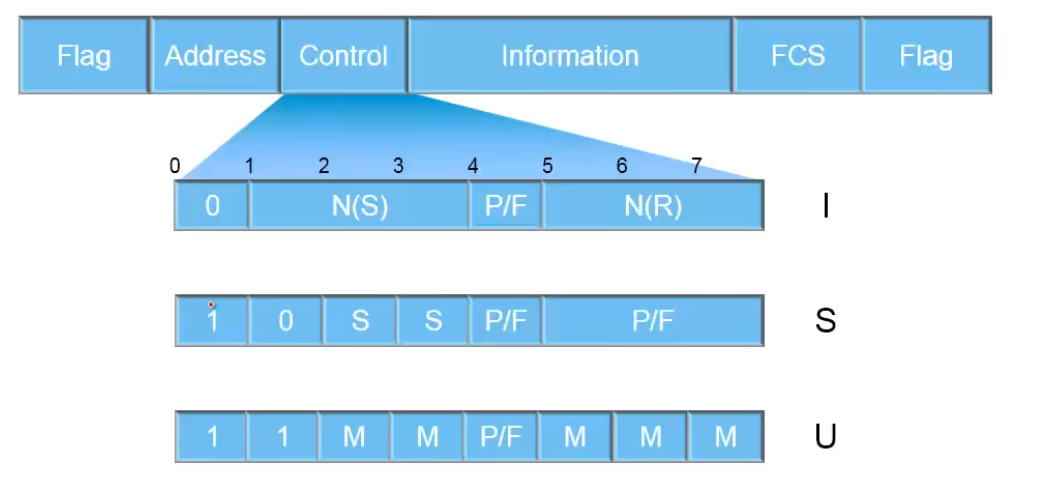 Flag Address Control Information FCS Flag
0 1 2 3 4 5 6 7
0 N(S) P/F N(R) I
1 0 S S P/F P/F S
1 1 M M P/F M M M U